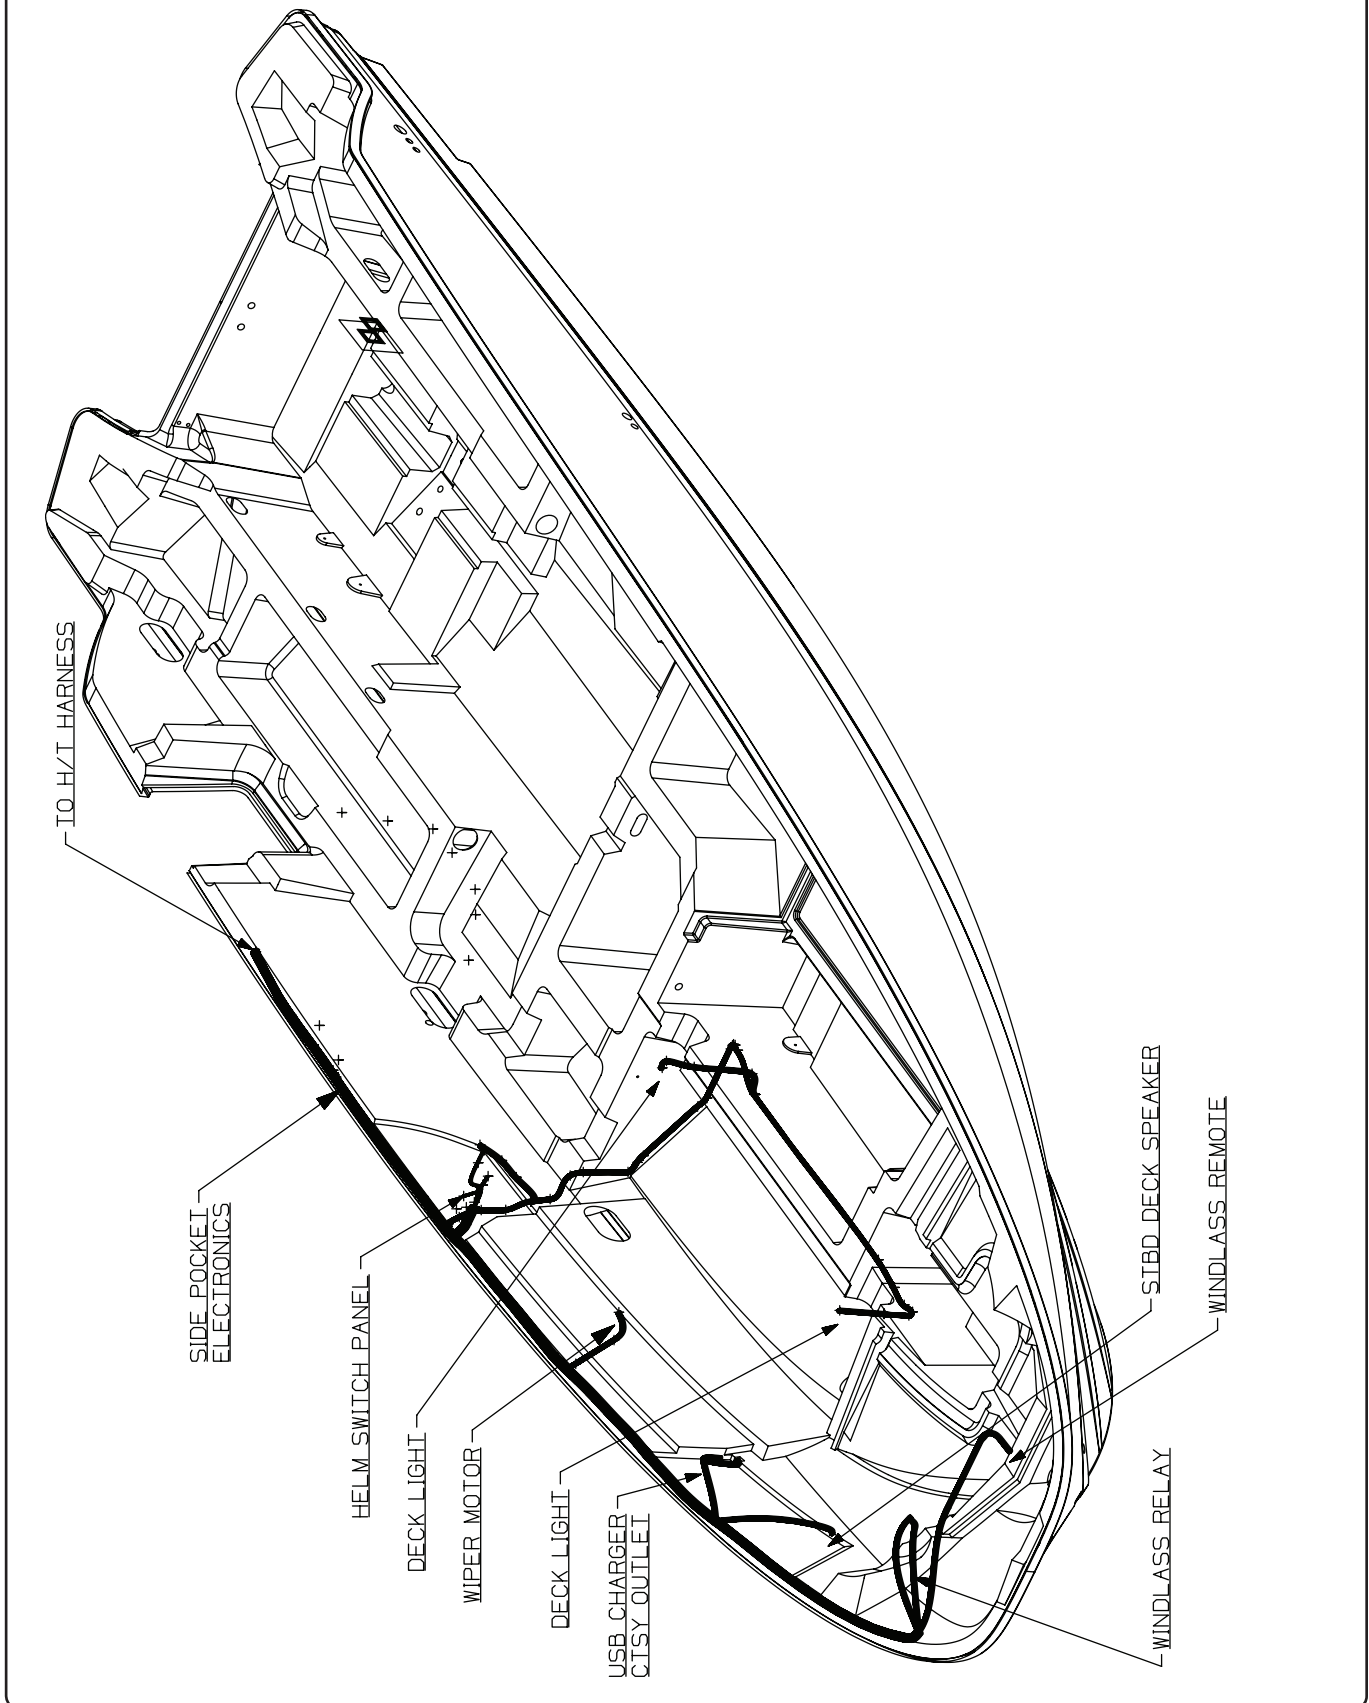 TO H/T HARNESS
SIDE POCKET
ELECTRONICS
HELM SWITCH PANEL
DECK LIGHT
WIPER MOTOR
DECK LIGHT
USB CHARGER
CTSY OUTLET
STBD DECK SPEAKER
WINDLASS REMOTE
WINDLASS RELAY